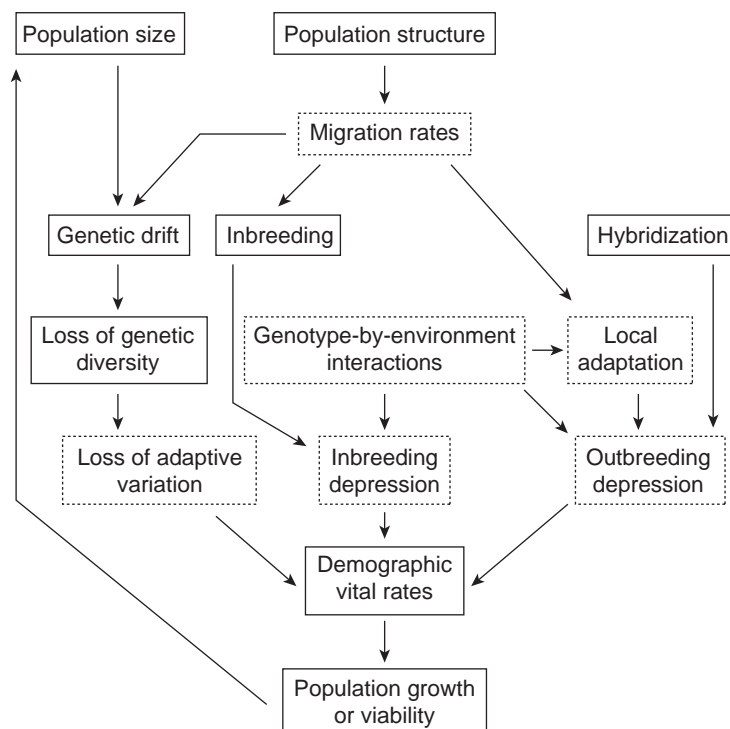 Population size
Population structure
Migration rates
Genetic drift
Inbreeding
Hybridization
Loss of genetic
diversity
Genotype-by-environment
interactions
Local
adaptation
Loss of adaptive
variation
Inbreeding
depression
Outbreeding
depression
Demographic
vital rates
Population growth
or viability